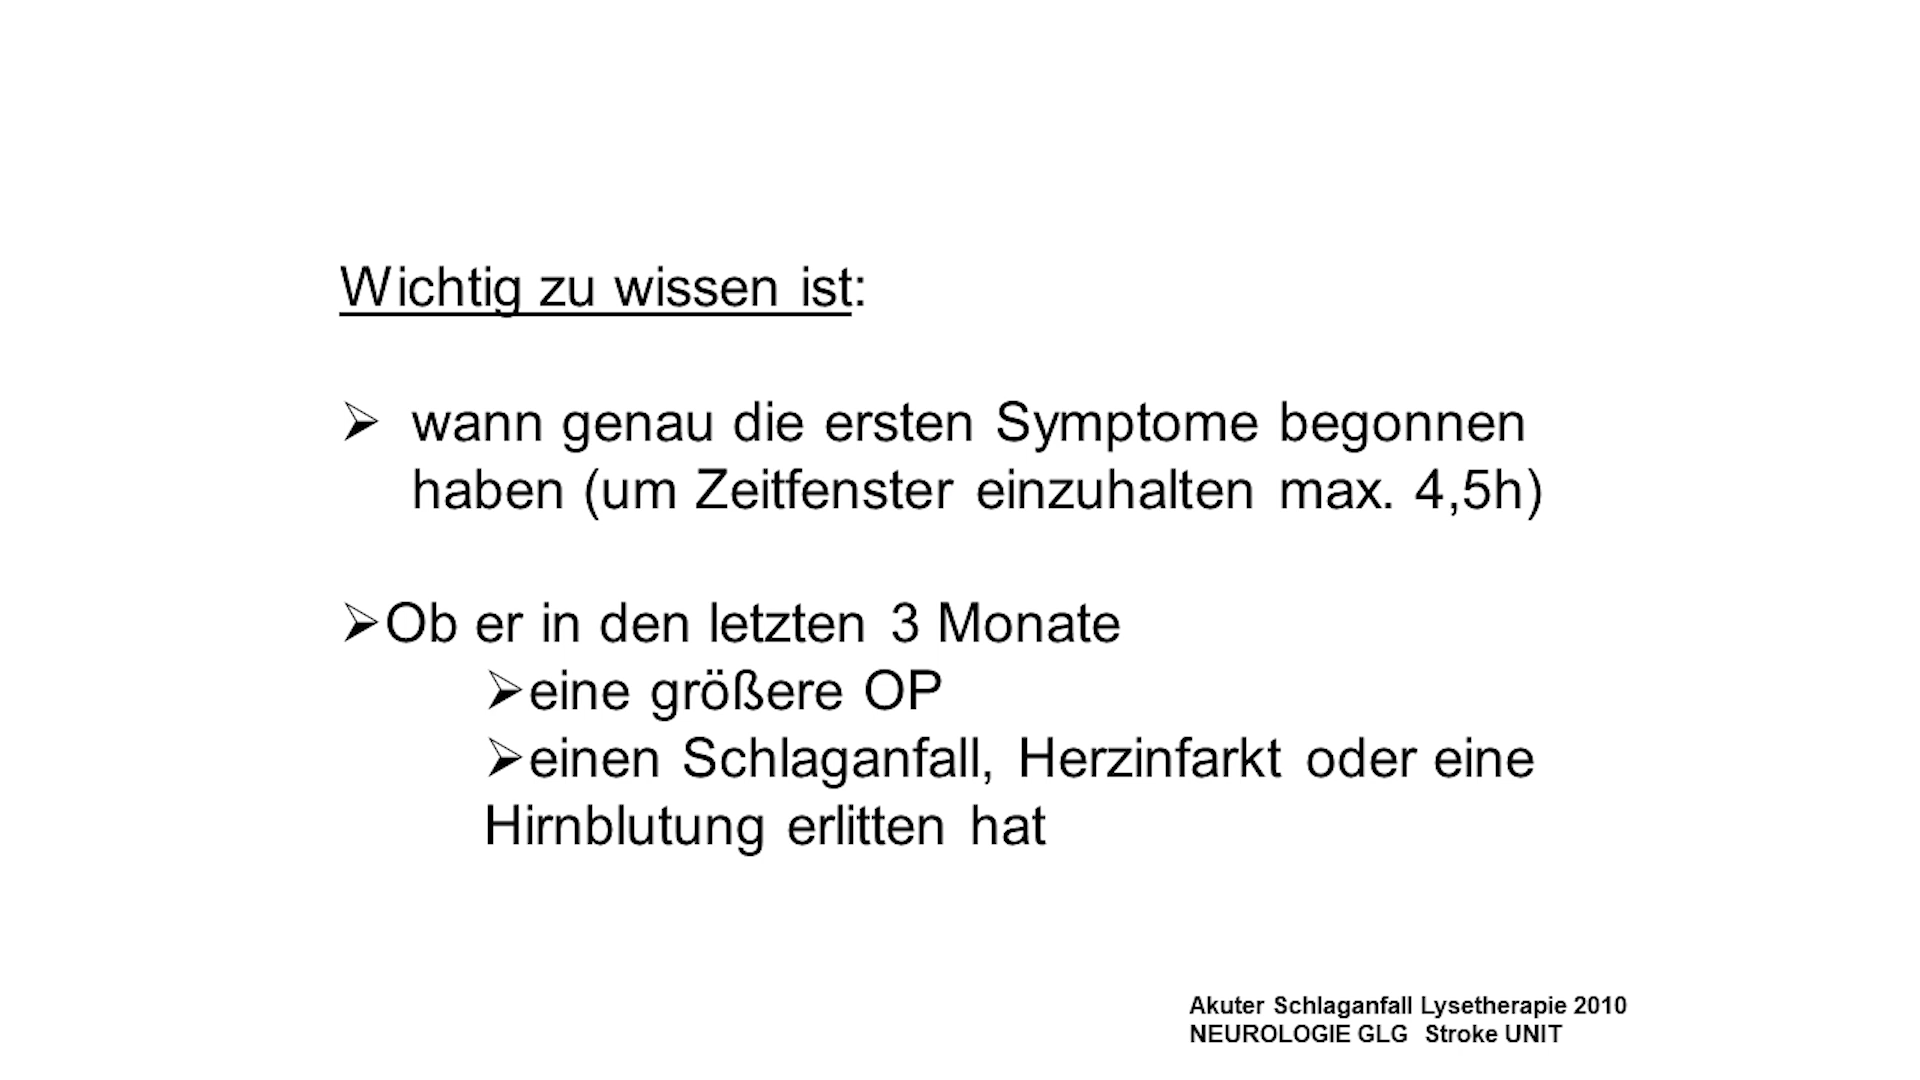 Wichtig zu wissen ist:
➢ wann genau die ersten Symptome begonnen
haben (um Zeitfenster einzuhalten max. 4,5h)
➢Ob er in den letzten 3 Monate
➢eine größere OP
➢einen Schlaganfall, Herzinfarkt oder eine
Hirnblutung erlitten hat
Akuter Schlaganfall Lysetherapie 2010
NEUROLOGIE GLG Stroke UNIT